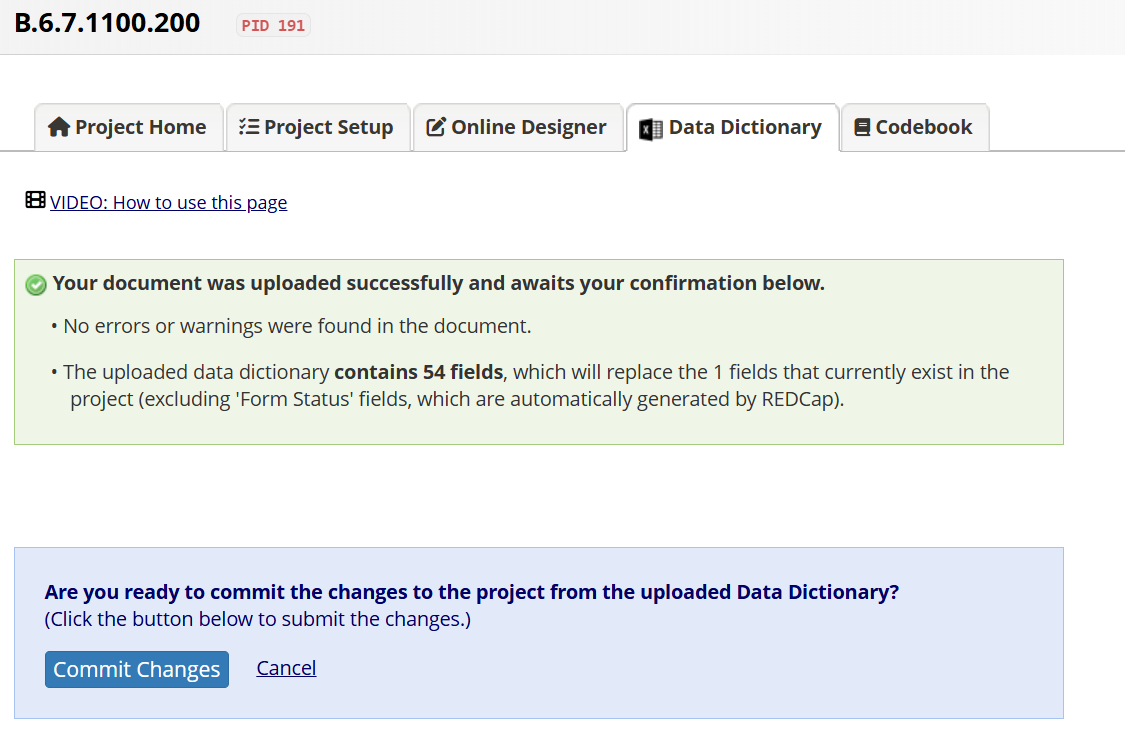 B.6.7.1100.200 PID 191
Project Home Project Setup Online Designer Data Dictionary Codebook
VIDEO: How to use this page
Your document was uploaded successfully and awaits your confirmation below.
• No errors or warnings were found in the document.
• The uploaded data dictionary contains 54 fields, which will replace the 1 fields that currently exist in the
project (excluding 'Form Status' fields, which are automatically generated by REDCap).
Are you ready to commit the changes to the project from the uploaded Data Dictionary?
(Click the button below to submit the changes.)
Commit Changes Cancel